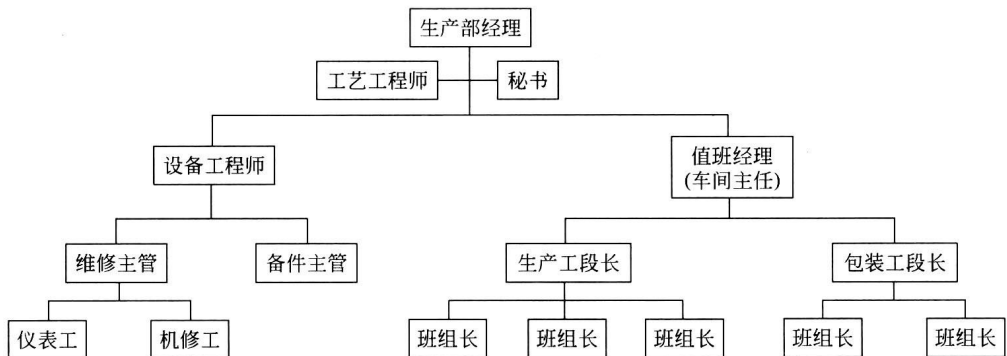 生产部经理
工艺工程师
秘书
设备工程师
值班经理
(车间主任)
维修主管
备件主管
生产工段长
包装工段长
仪表工
机修工
班组长
班组长
班组长
班组长
班组长